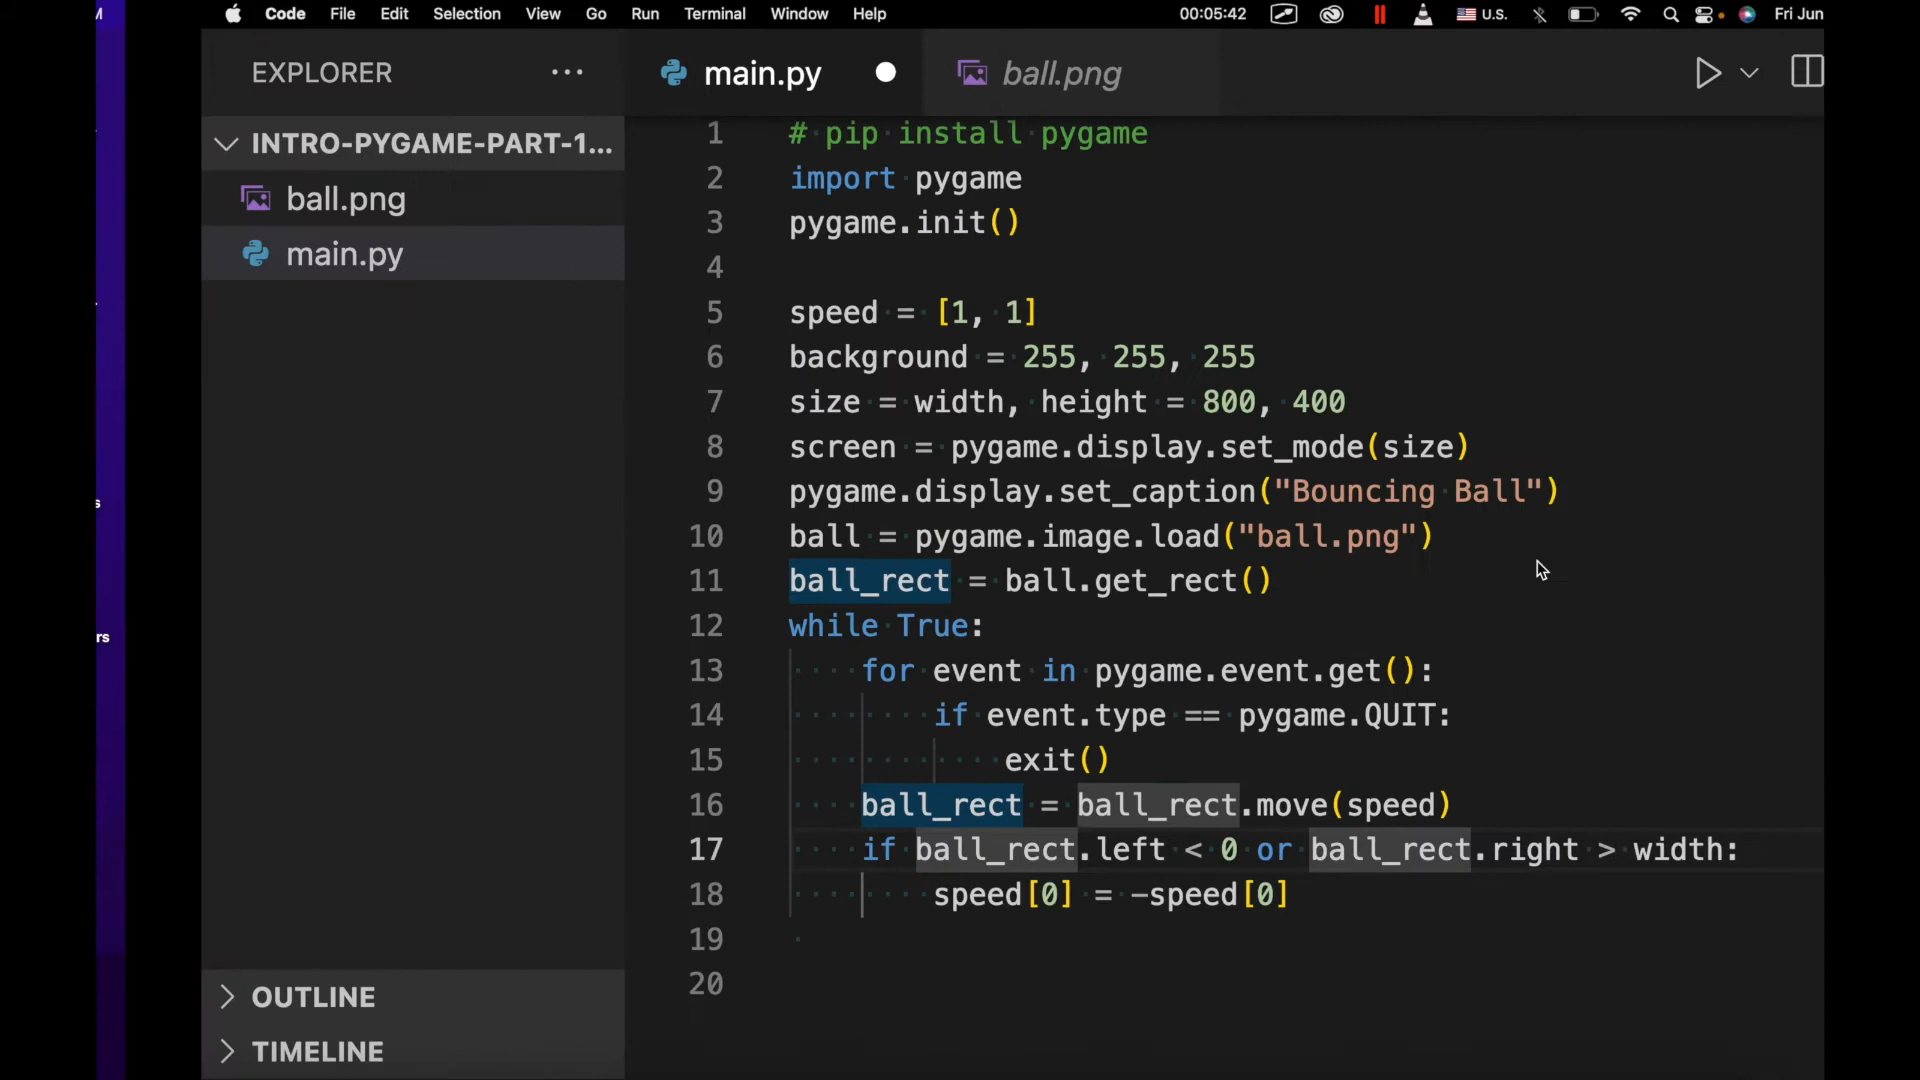 M
Code File Edit Selection View Go Run Terminal Window Help 00:05:42 U.S. Fri Jun
EXPLORER ...
main.py
ball.png
INTRO-PYGAME-PART-1...
ball.png
main.py
s
rs
OUTLINE
TIMELINE
1 # pip install pygame
2 import pygame
3 pygame.init()
4
5 speed = [1, 1]
6 background = 255, 255, 255
7 size = width, height = 800, 400
8 screen = pygame.display.set_mode(size)
9 pygame.display.set_caption("Bouncing Ball")
10 ball = pygame.image.load("ball.png")
11 ball_rect = ball.get_rect()
12 while True:
13 for event in pygame.event.get():
14 if event.type == pygame.QUIT:
15 exit()
16 ball_rect = ball_rect.move(speed)
17 if ball_rect.left < 0 or ball_rect.right > width:
18 speed[0] = -speed[0]
19
20